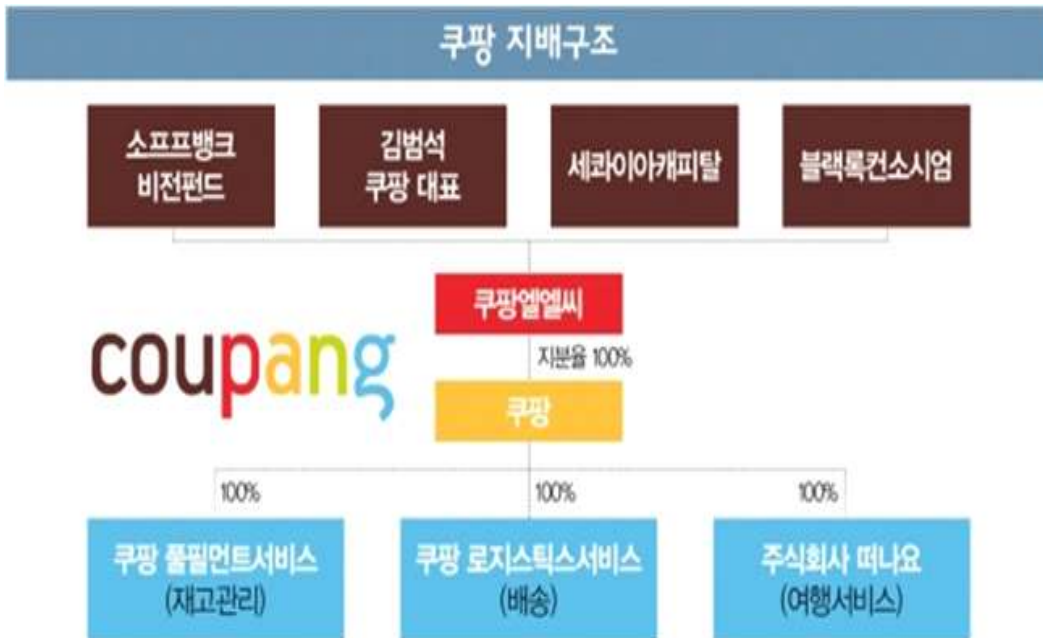 쿠팡 지배구조
소프프뱅크
비전펀드
김범석
쿠팡 대표
세콰이아캐피탈
블랙록컨소시엄
쿠팡엘엘씨
지분율 100%
coupang
쿠팡
100%
100%
100%
쿠팡 풀필먼트서비스
(재고관리)
쿠팡 로지스틱스서비스
(배송)
주식회사 떠나요
(여행서비스)